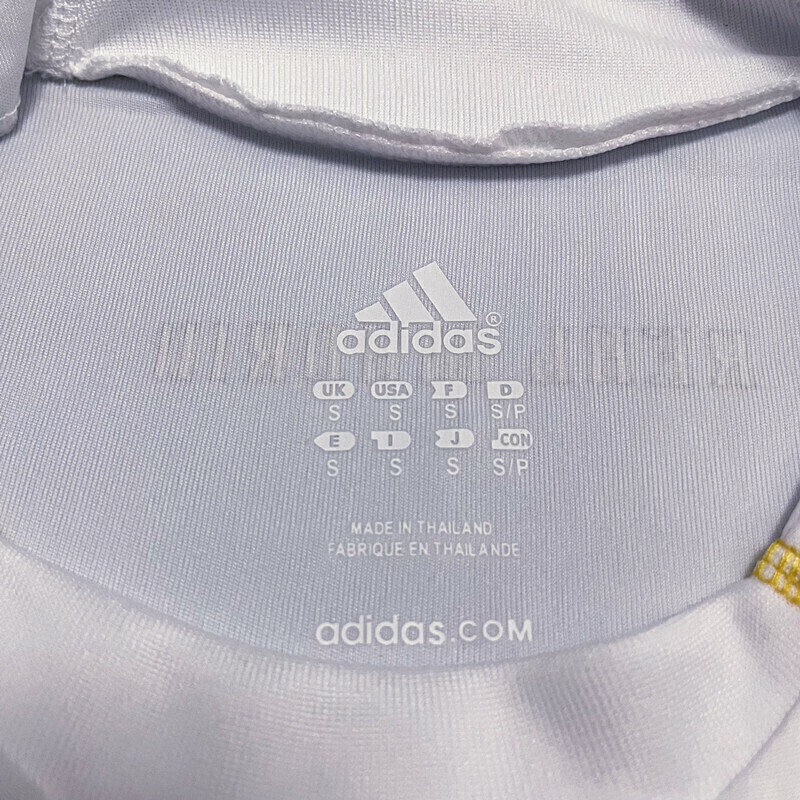 adidas®
UK USA F D
S S S S/P
E I J CON
S S S S/P
MADE IN THAILAND
FABRIQUE EN THAILANDE
adidas.COM